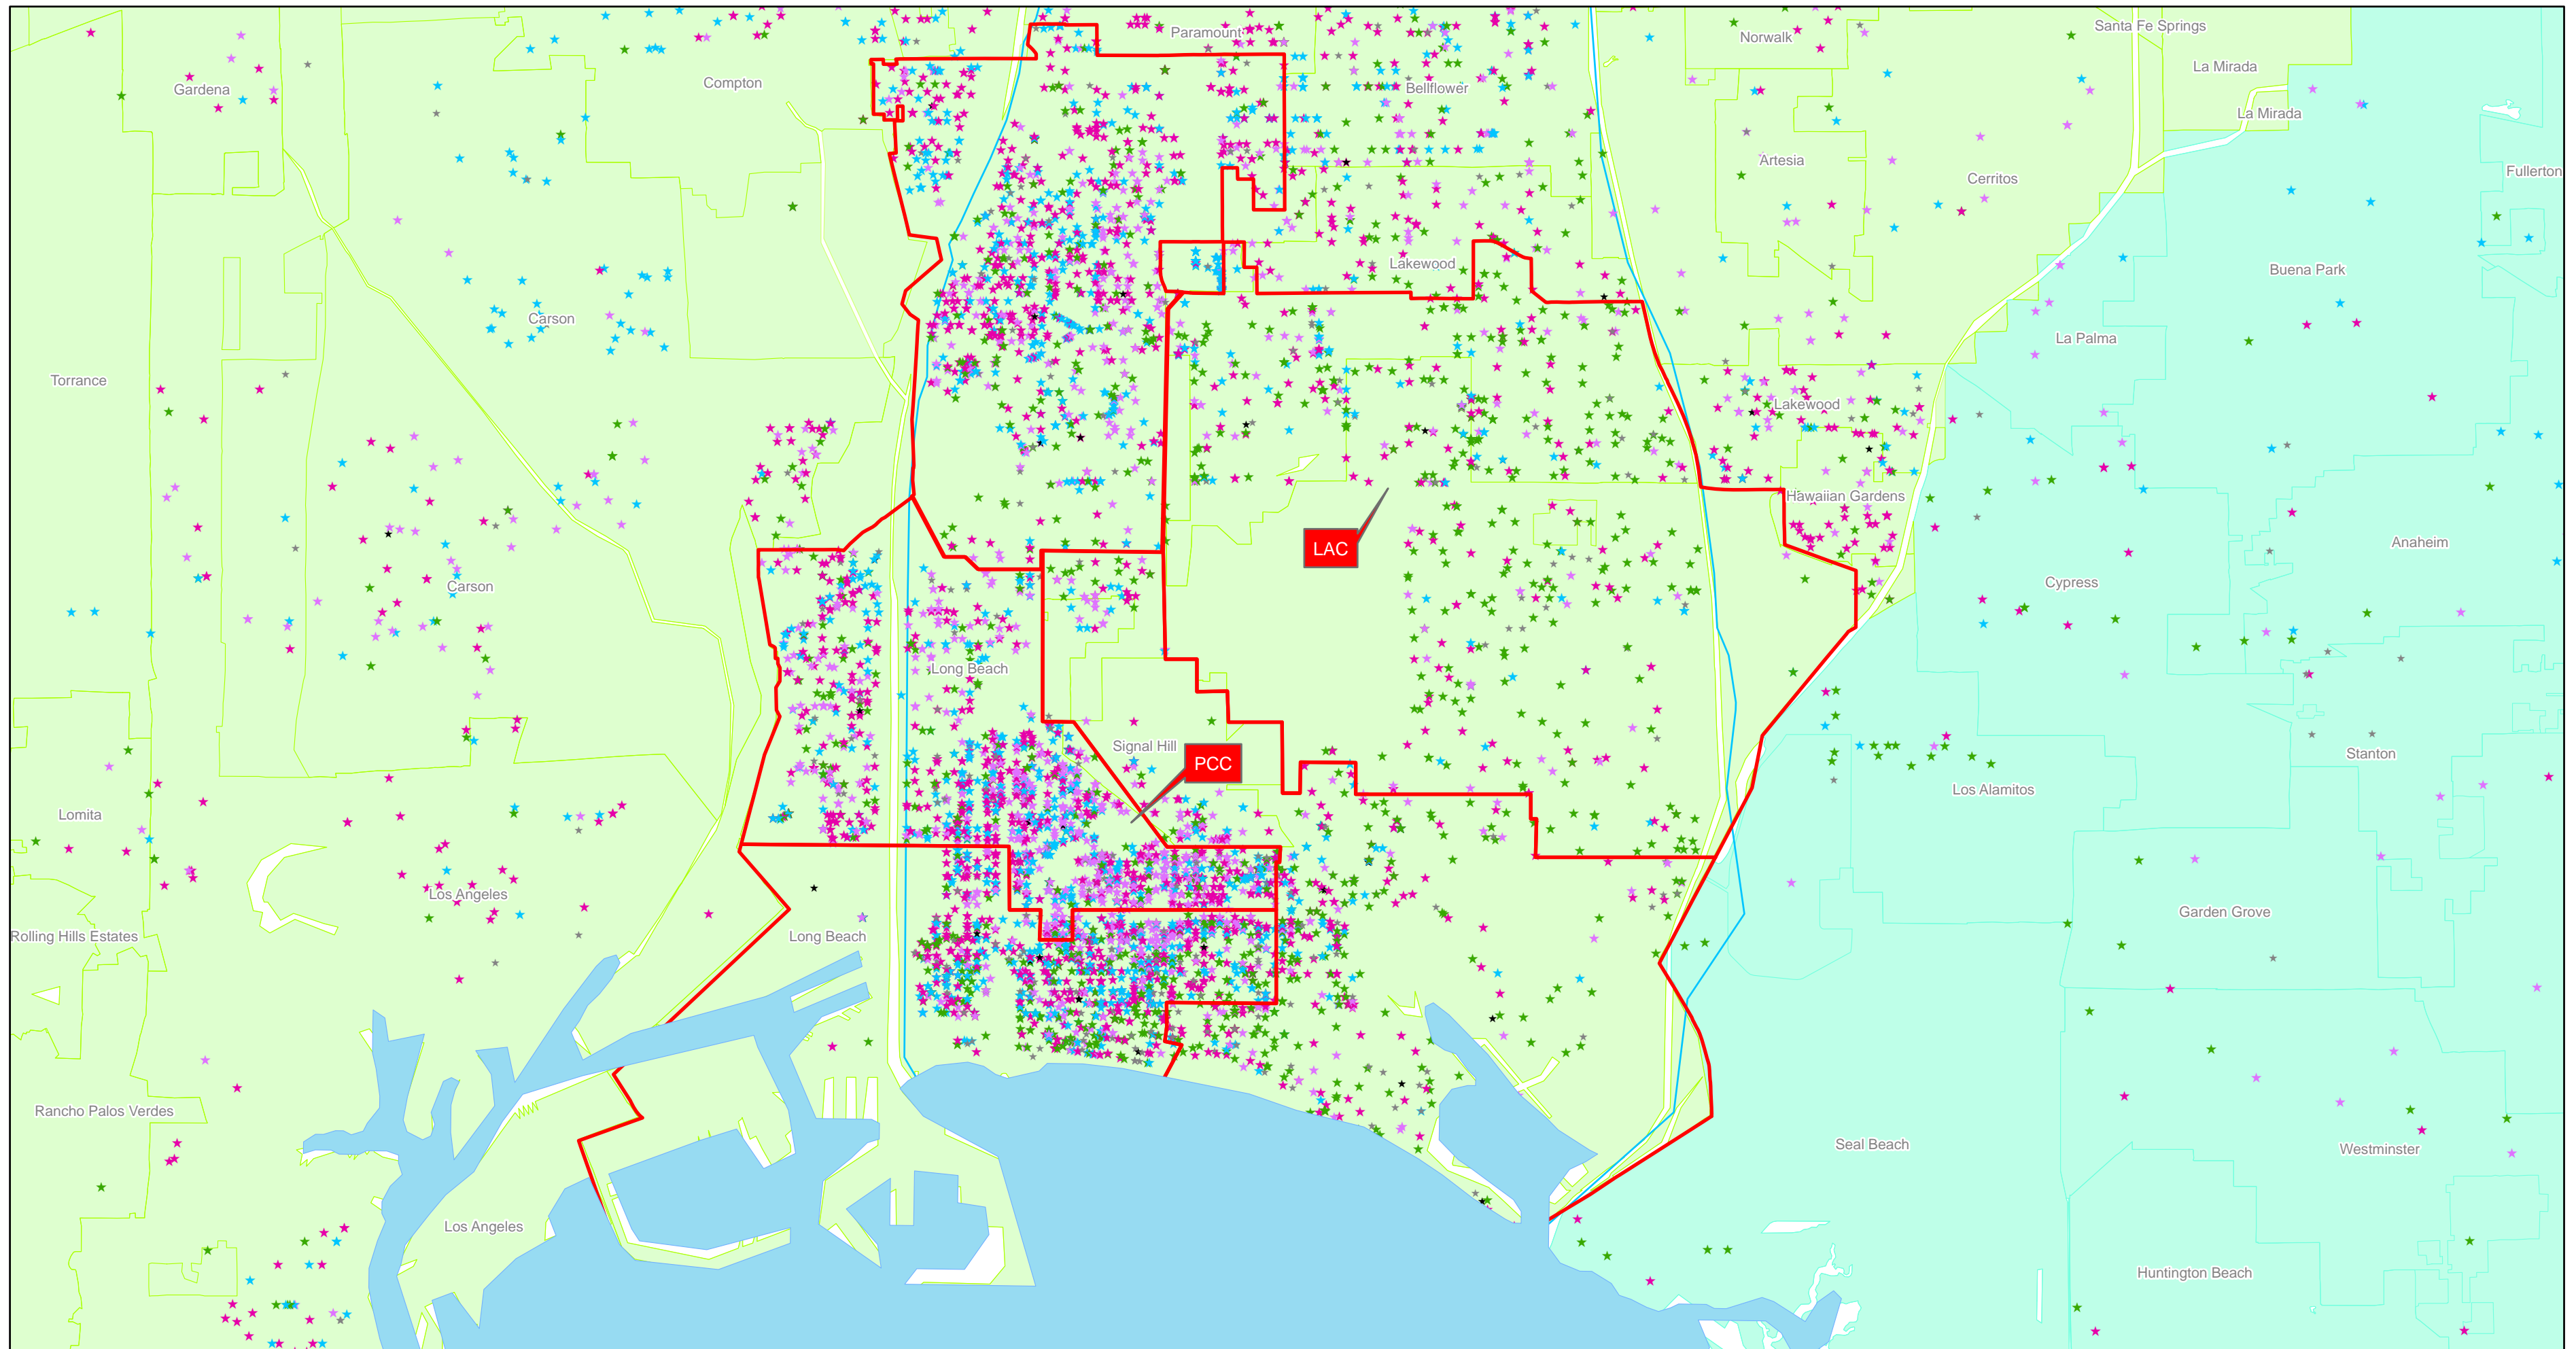 Santa Fe Springs
Paramount
Norwalk
La Mirada
Compton
Gardena
Bellflower
La Mirada
Artesia
Cerritos
Fullerton
Lakewood
Buena Park
Carson
La Palma
Torrance
Lakewood
Hawaiian Gardens
Anaheim
LAC
Cypress
Carson
Long Beach
Signal Hill
Stanton
PCC
Los Alamitos
Lomita
Los Angeles
Garden Grove
Rolling Hills Estates
Long Beach
Rancho Palos Verdes
Seal Beach
Westminster
Los Angeles
Huntington Beach